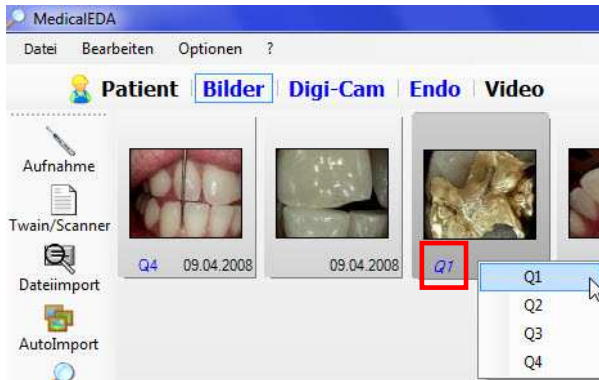 MedicalEDA
Datei Bearbeiten Optionen ?
Patient Bilder Digi-Cam Endo Video
Aufnahme
Twain/Scanner
Dateiimport
AutoImport
Q4 09.04.2008
09.04.2008
Q1
Q1
Q2
Q3
Q4